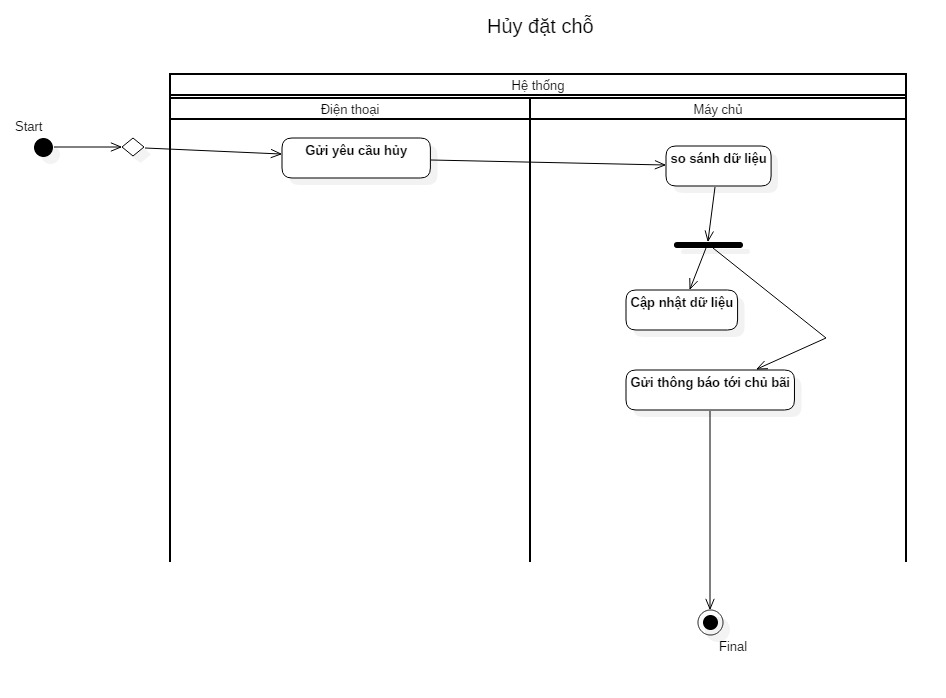 Hủy đặt chỗ
Hệ thống
Điện thoại
Máy chủ
Start
Gửi yêu cầu hủy
so sánh dữ liệu
Cập nhật dữ liệu
Gửi thông báo tới chủ bãi
Final